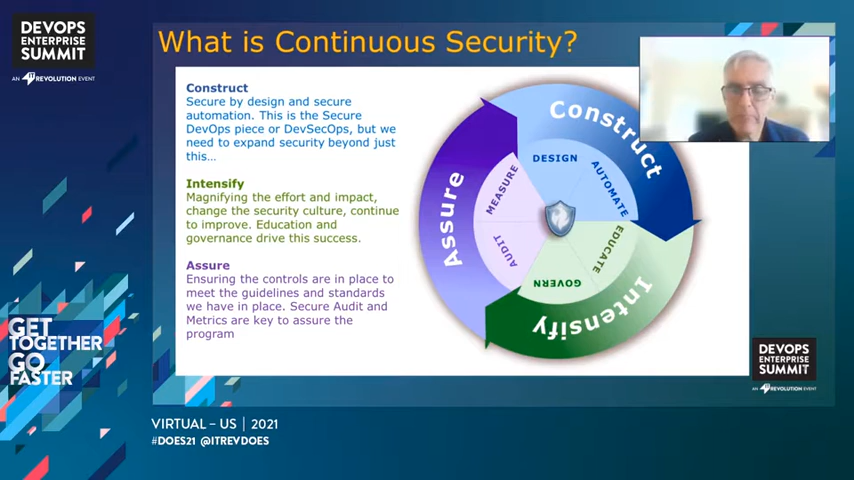 DEVOPS
ENTERPRISE
SUMMIT
AN IT REVOLUTION EVENT
What is Continuous Security?
Construct
Secure by design and secure
automation. This is the Secure
DevOps piece or DevSecOps, but we
need to expand security beyond just
this...
Intensify
Magnifying the effort and impact,
change the security culture, continue
to improve. Education and
governance drive this success.
Assure
Ensuring the controls are in place to
meet the guidelines and standards
we have in place. Secure Audit and
Metrics are key to assure the
program
Construct
DESIGN
AUTOMATE
Intensify
EDUCATE
GOVERN
Assure
AUDIT
MEASURE
GET
TOGETHER
GO
FASTER
DEVOPS
ENTERPRISE
SUMMIT
AN IT REVOLUTION EVENT
VIRTUAL – US | 2021
#DOES21 @ITREVDOES